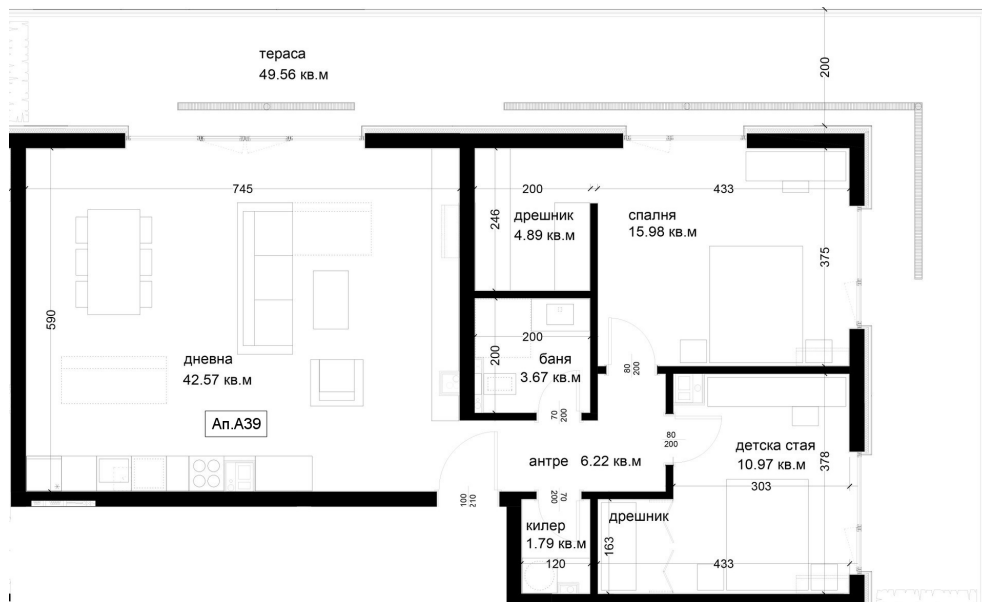 тераса
49.56 кв.м
200
745
200
433
246
дрешник
4.89 кв.м
спалня
15.98 кв.м
375
590
200
200
баня
3.67 кв.м
дневна
42.57 кв.м
80
200
70
200
Ап.А39
80
200
детска стая
10.97 кв.м
378
антре 6.22 кв.м
303
100
210
70
200
килер
1.79 кв.м
дрешник
163
120
433